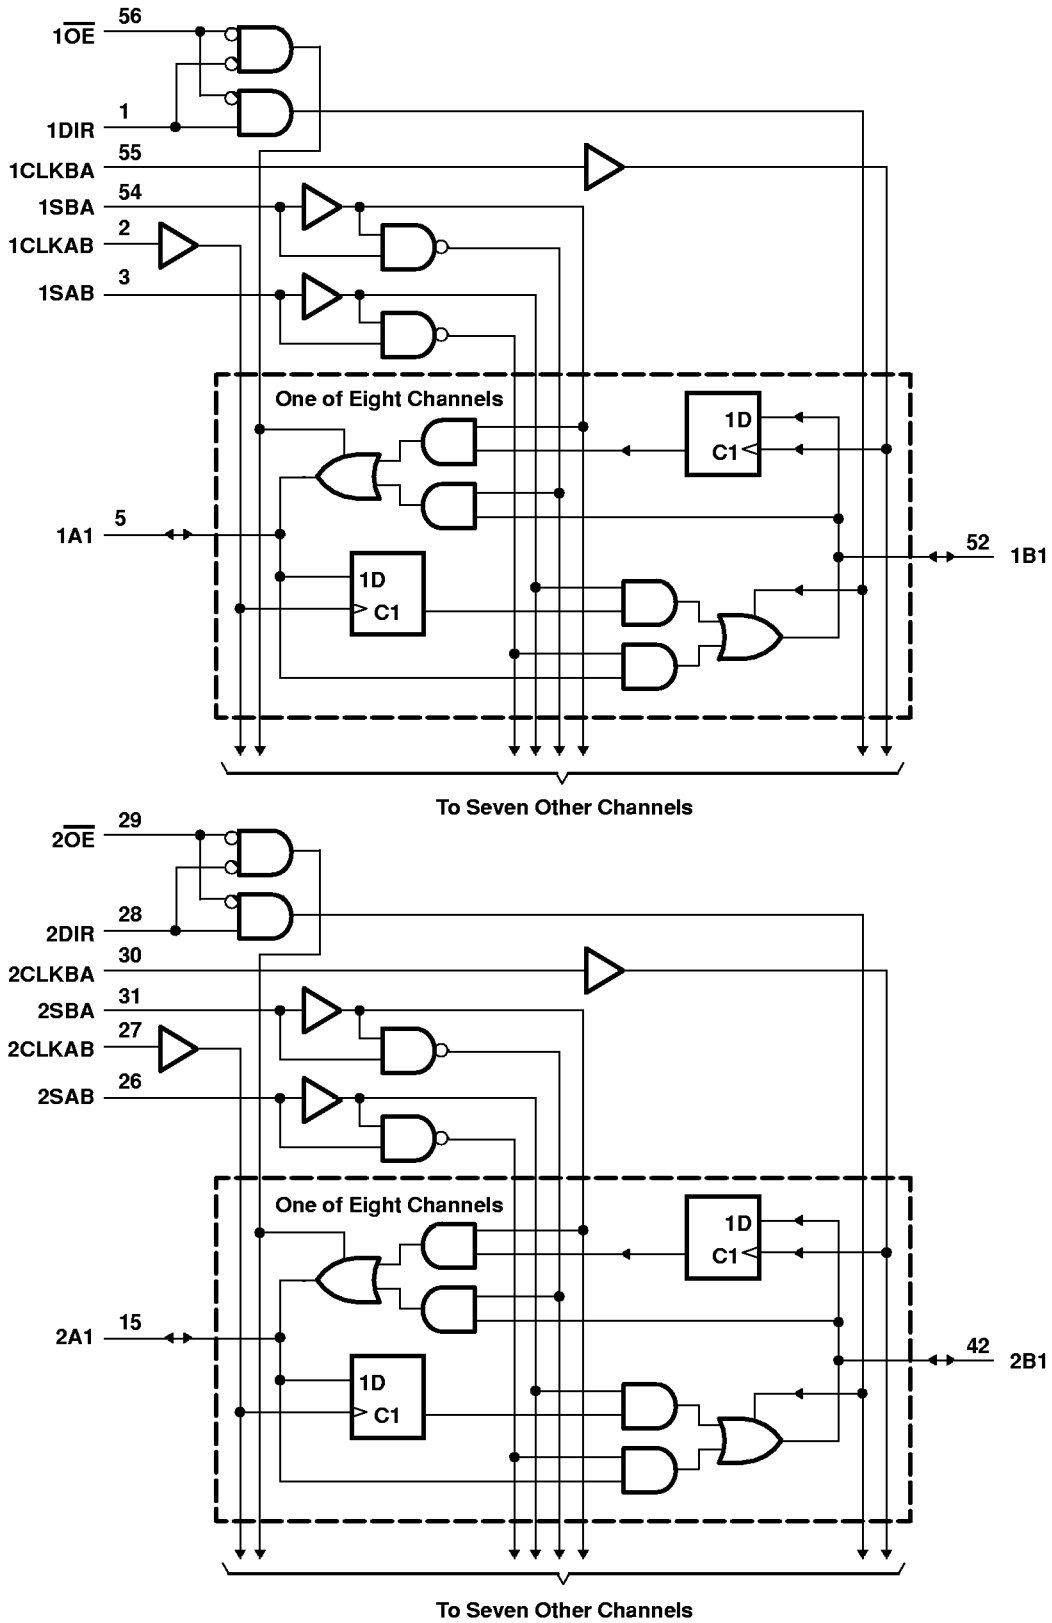 56
1O̅E̅
1
1DIR
55
1CLKBA
54
1SBA
2
1CLKAB
3
1SAB
One of Eight Channels
1D
C1
5
1A1
52
1B1
1D
C1
To Seven Other Channels
29
2O̅E̅
28
2DIR
30
2CLKBA
31
2SBA
27
2CLKAB
26
2SAB
One of Eight Channels
1D
C1
15
2A1
42
2B1
1D
C1
To Seven Other Channels